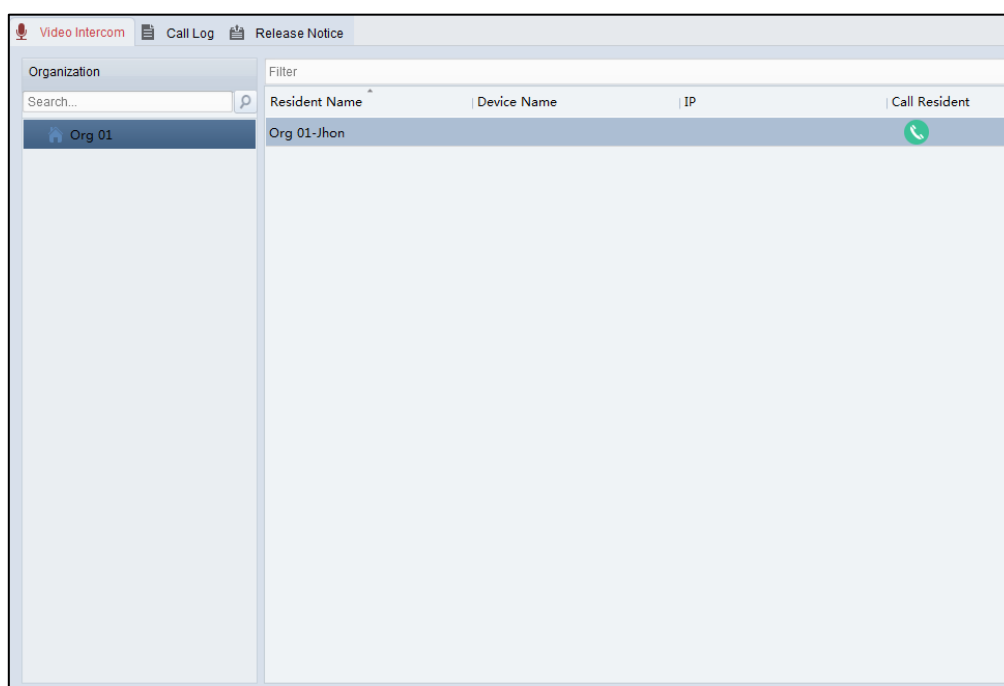 Video Intercom Call Log Release Notice
Organization
Filter
Search...
Resident Name Device Name IP Call Resident
Org 01
Org 01-Jhon